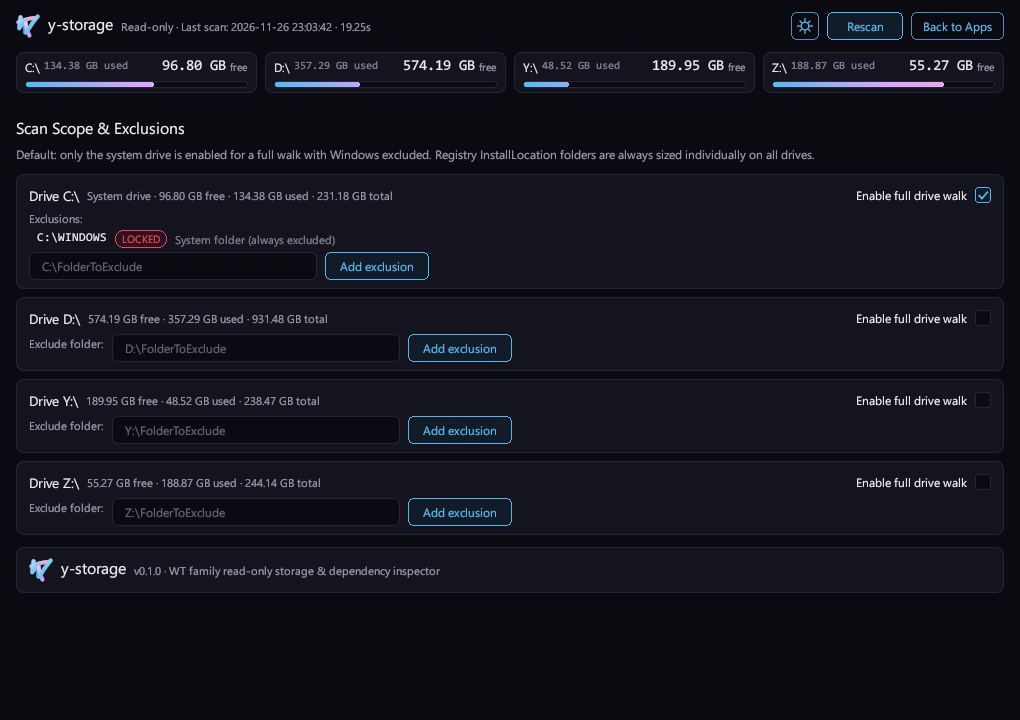 y-storage Read-only · Last scan: 2026-11-26 23:03:42 · 19.25s Rescan Back to Apps
C:\ 134.38 GB used 96.80 GB free D:\ 357.29 GB used 574.19 GB free Y:\ 48.52 GB used 189.95 GB free Z:\ 188.87 GB used 55.27 GB free
Scan Scope & Exclusions
Default: only the system drive is enabled for a full walk with Windows excluded. Registry InstallLocation folders are always sized individually on all drives.
Drive C:\ System drive · 96.80 GB free · 134.38 GB used · 231.18 GB total Enable full drive walk
Exclusions:
C:\WINDOWS LOCKED System folder (always excluded)
C:\FolderToExclude Add exclusion
Drive D:\ 574.19 GB free · 357.29 GB used · 931.48 GB total Enable full drive walk
Exclude folder: D:\FolderToExclude Add exclusion
Drive Y:\ 189.95 GB free · 48.52 GB used · 238.47 GB total Enable full drive walk
Exclude folder: Y:\FolderToExclude Add exclusion
Drive Z:\ 55.27 GB free · 188.87 GB used · 244.14 GB total Enable full drive walk
Exclude folder: Z:\FolderToExclude Add exclusion
y-storage v0.1.0 · WT family read-only storage & dependency inspector